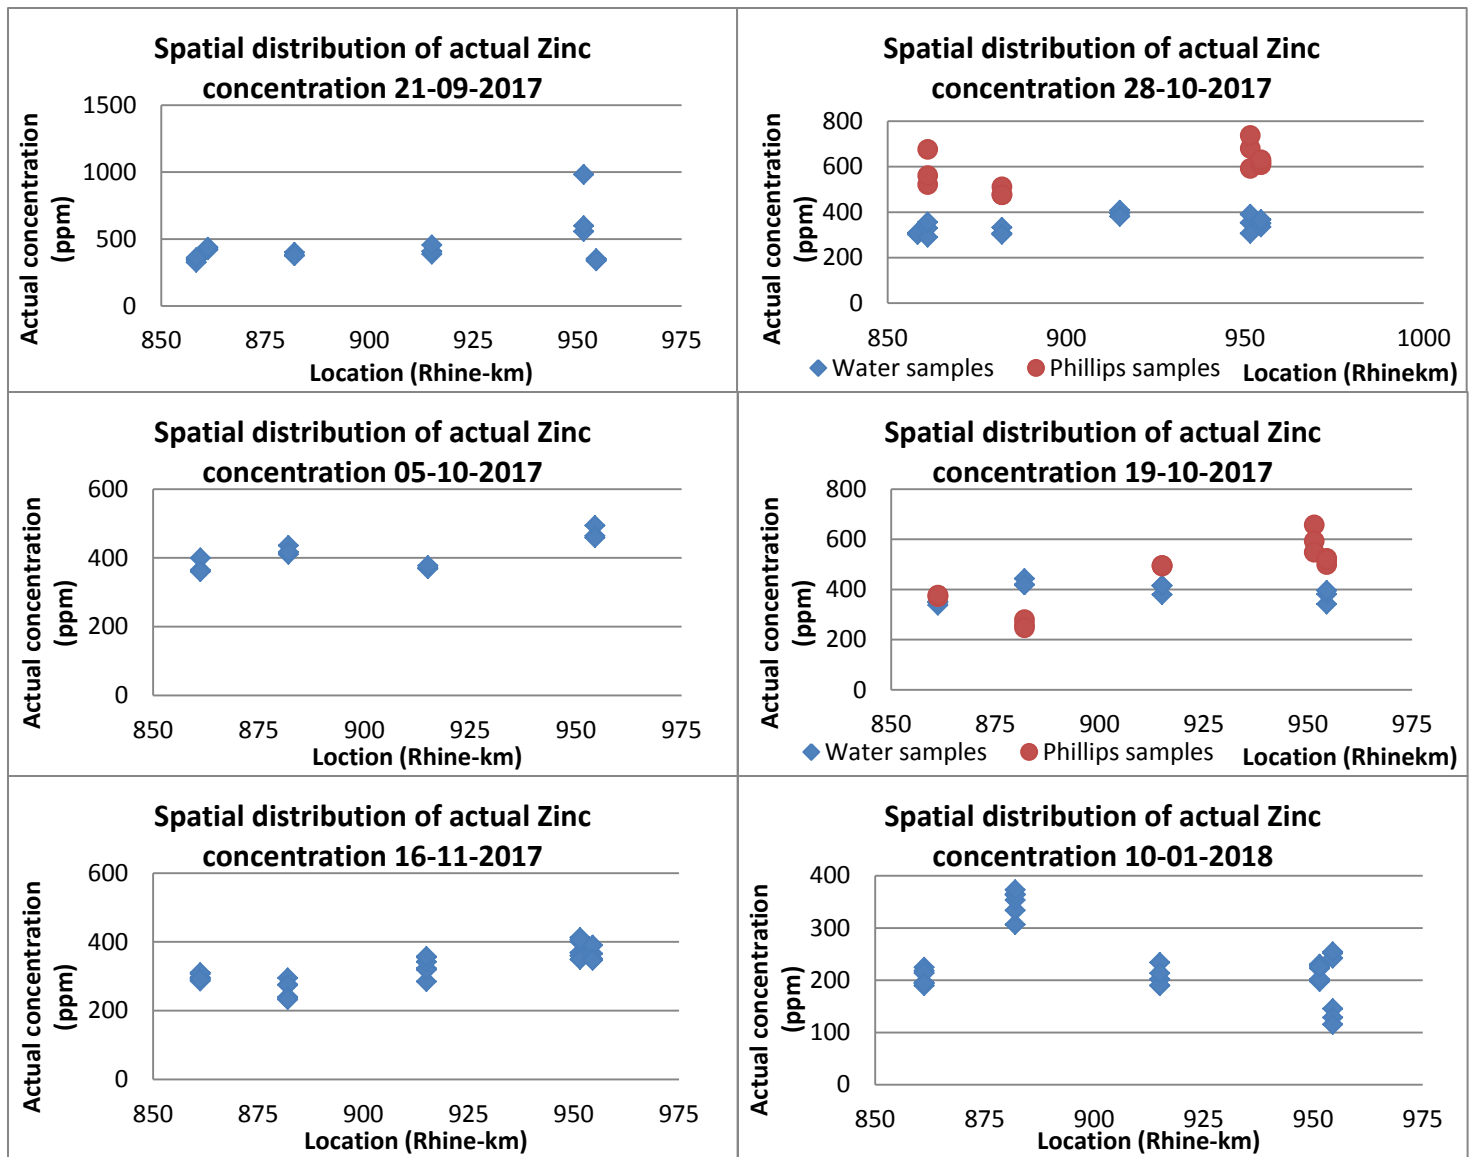 Spatial distribution of actual Zinc
concentration 21-09-2017
Actual concentration
(ppm)
1500
1000
500
0
850 875 900 925 950 975
Location (Rhine-km)
Spatial distribution of actual Zinc
concentration 28-10-2017
Actual concentration
(ppm)
800
600
400
200
0
850 900 950 1000
Water samples Phillips samples Location (Rhinekm)
Spatial distribution of actual Zinc
concentration 05-10-2017
Actual concentration
(ppm)
600
400
200
0
850 875 900 925 950 975
Loction (Rhine-km)
Spatial distribution of actual Zinc
concentration 19-10-2017
Actual concentration
(ppm)
800
600
400
200
0
850 875 900 925 950 975
Water samples Phillips samples Location (Rhinekm)
Spatial distribution of actual Zinc
concentration 16-11-2017
Actual concentration
(ppm)
600
400
200
0
850 875 900 925 950 975
Location (Rhine-km)
Spatial distribution of actual Zinc
concentration 10-01-2018
Actual concentration
(ppm)
400
300
200
100
0
850 875 900 925 950 975
Location (Rhine-km)